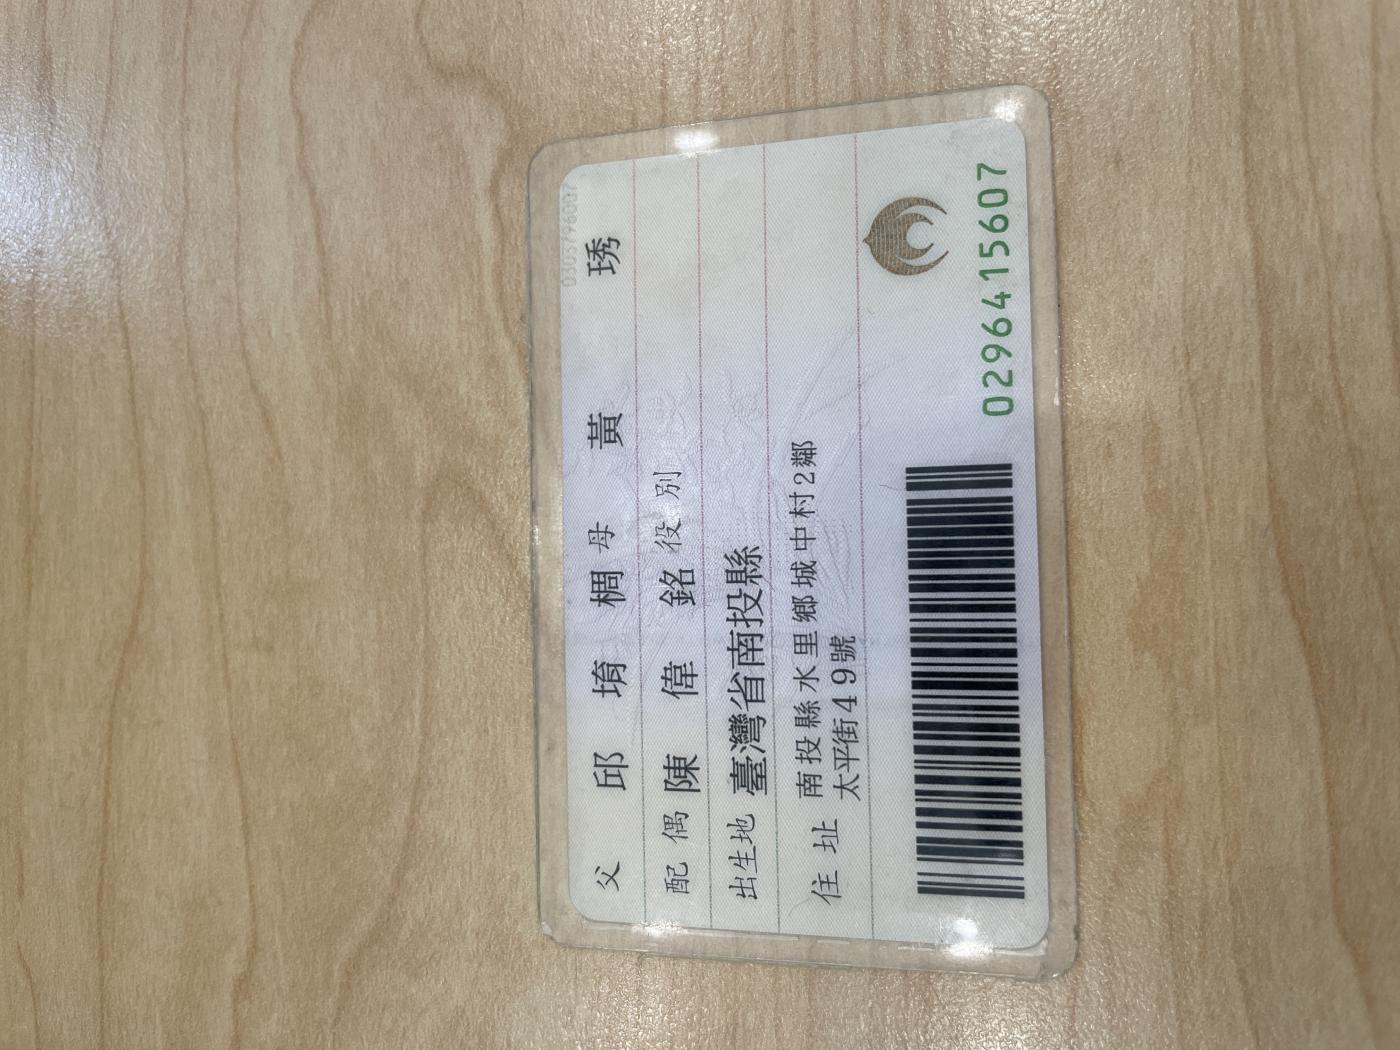 0303796007
父 邱堉椆 母 黃琇
配偶 陳偉銘 役別
出生地 臺灣省南投縣
住址 南投縣水里鄉城中村2鄰
太平街49號
0296415607